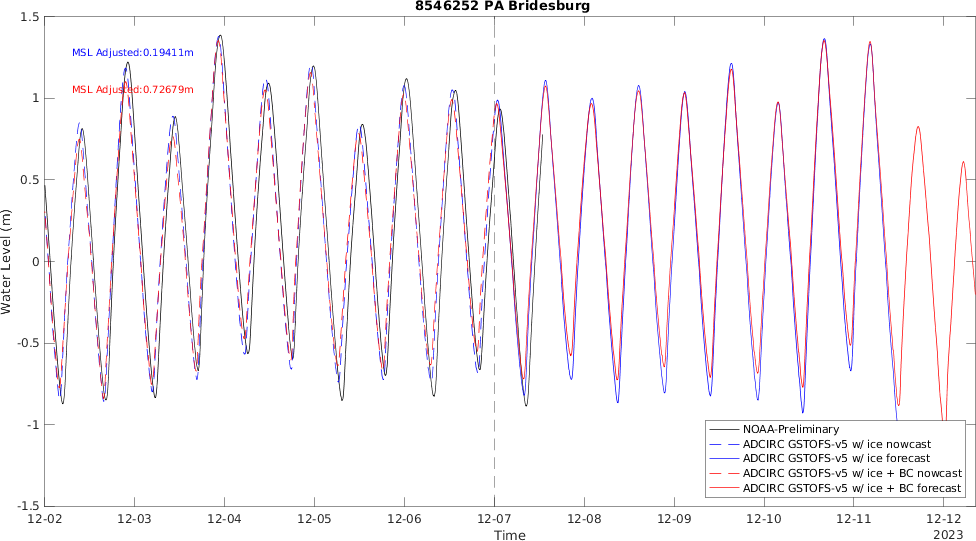 8546252 PA Bridesburg
1.5
MSL Adjusted:0.19411m
MSL Adjusted:0.72679m
1
0.5
0
-0.5
-1
-1.5
Water Level (m)
NOAA-Preliminary
ADCIRC GSTOFS-v5 w/ ice nowcast
ADCIRC GSTOFS-v5 w/ ice forecast
ADCIRC GSTOFS-v5 w/ ice + BC nowcast
ADCIRC GSTOFS-v5 w/ ice + BC forecast
12-02 12-03 12-04 12-05 12-06 12-07 12-08 12-09 12-10 12-11 12-12
2023
Time